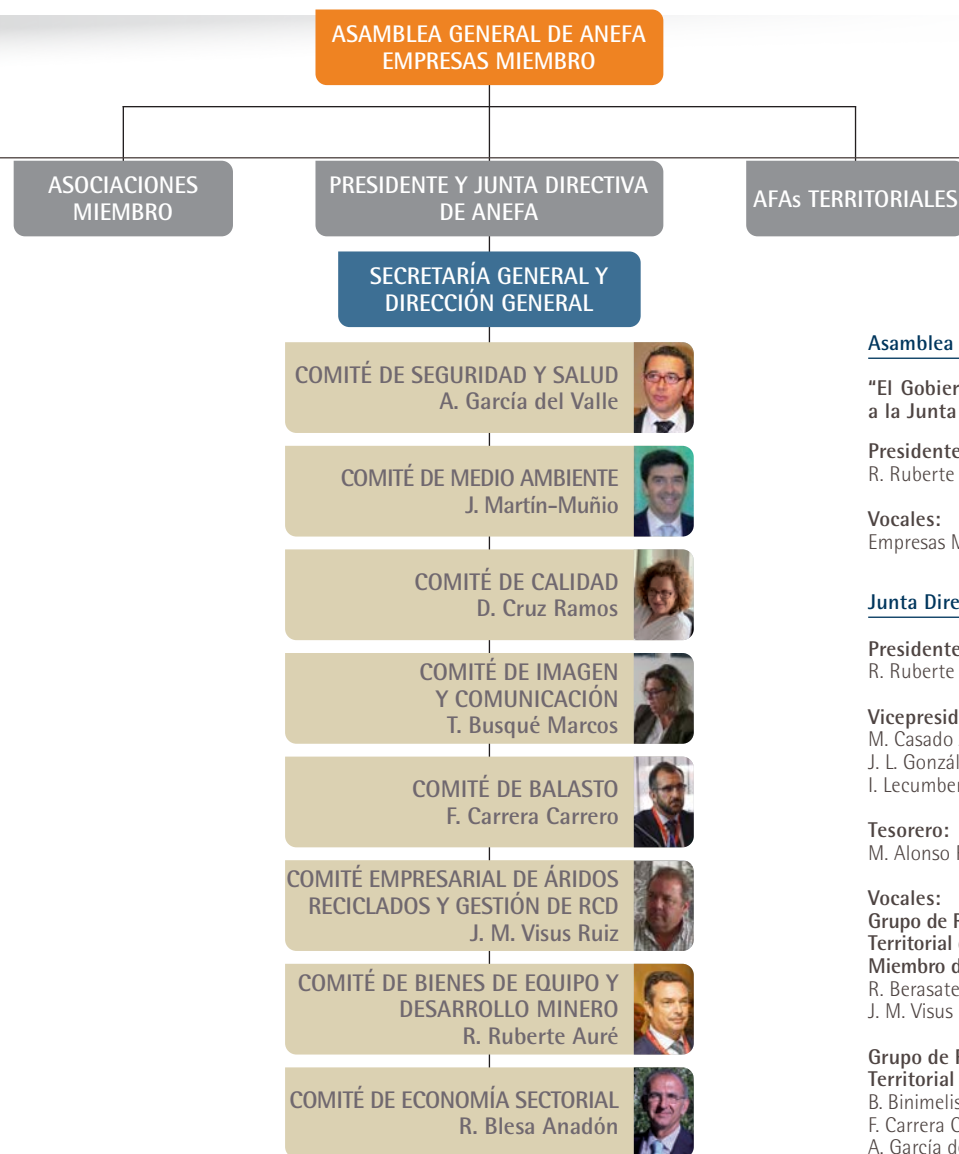 ASAMBLEA GENERAL DE ANEFA
EMPRESAS MIEMBRO
ASOCIACIONES
MIEMBRO
PRESIDENTE Y JUNTA DIRECTIVA
DE ANEFA
AFAs TERRITORIALES
SECRETARÍA GENERAL Y
DIRECCIÓN GENERAL
COMITÉ DE SEGURIDAD Y SALUD
A. García del Valle
COMITÉ DE MEDIO AMBIENTE
J. Martín-Muñio
COMITÉ DE CALIDAD
D. Cruz Ramos
COMITÉ DE IMAGEN
Y COMUNICACIÓN
T. Busqué Marcos
COMITÉ DE BALASTO
F. Carrera Carrero
COMITÉ EMPRESARIAL DE ÁRIDOS
RECICLADOS Y GESTIÓN DE RCD
J. M. Visus Ruiz
COMITÉ DE BIENES DE EQUIPO Y
DESARROLLO MINERO
R. Ruberte Auré
COMITÉ DE ECONOMÍA SECTORIAL
R. Blesa Anadón
Asamblea
"El Gobier
a la Junta
Presidente
R. Ruberte
Vocales:
Empresas M
Junta Dire
Presidente
R. Ruberte
Vicepresid
M. Casado
J. L. Gonzál
I. Lecumber
Tesorero:
M. Alonso
Vocales:
Grupo de
Territorial
Miembro d
R. Berasate
J. M. Visus
Grupo de
Territorial
B. Binimelis
F. Carrera C
A. García d